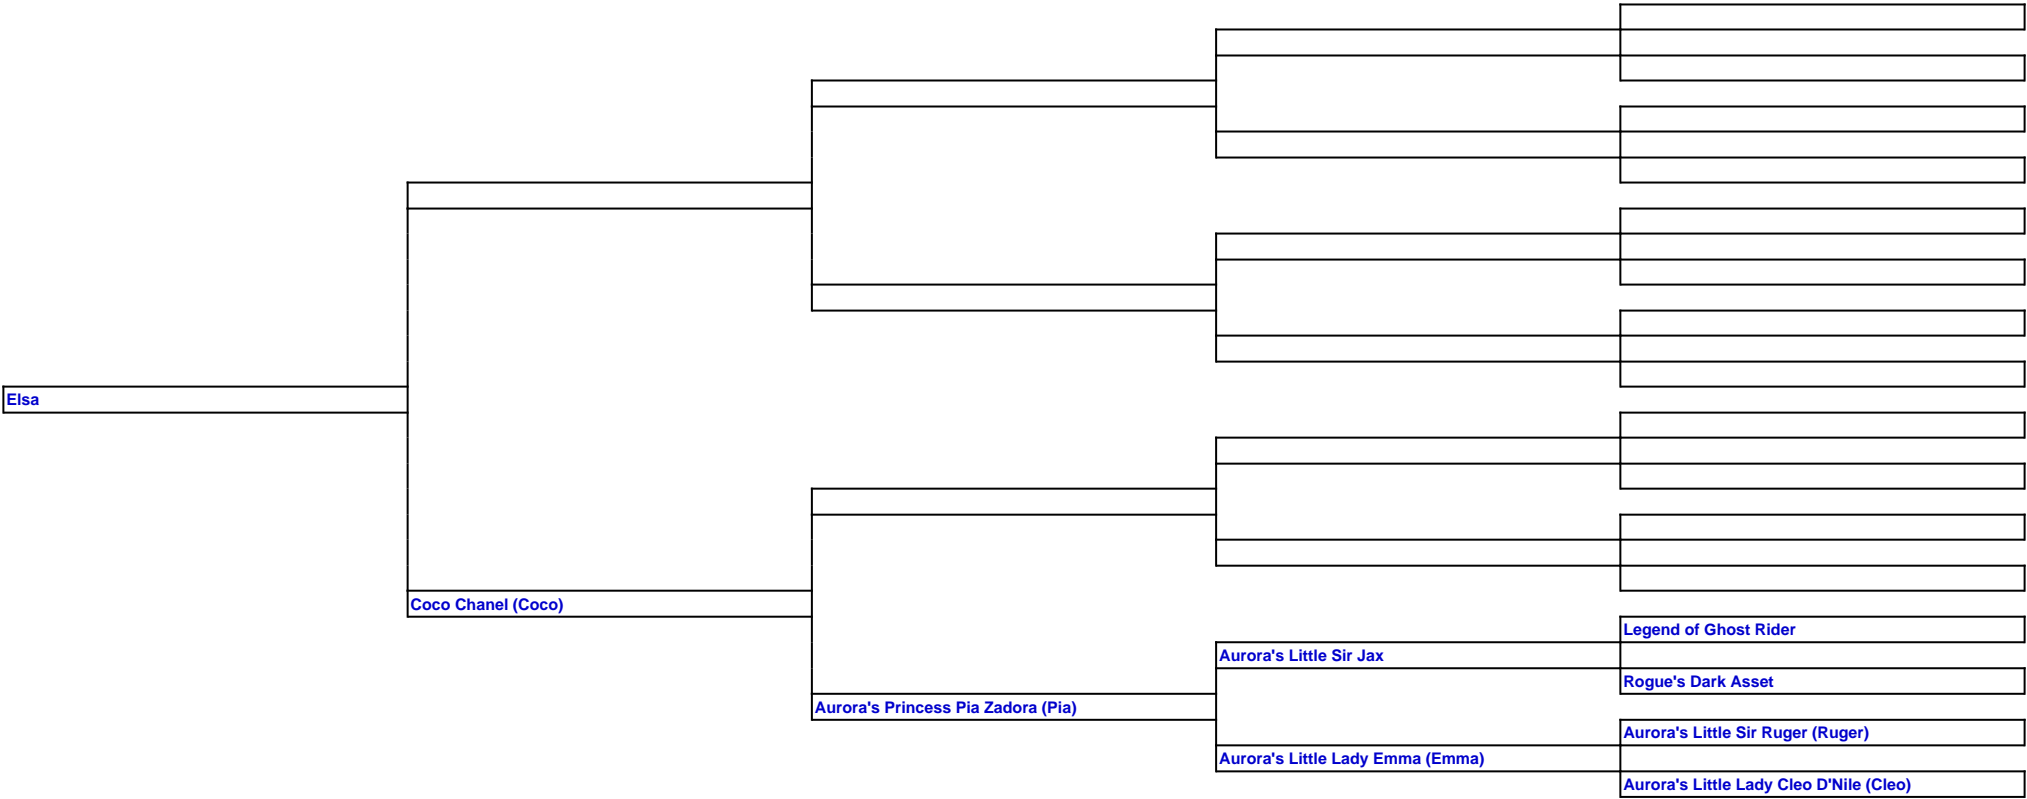 Elsa
Coco Chanel (Coco)
Legend of Ghost Rider
Aurora's Little Sir Jax
Rogue's Dark Asset
Aurora's Princess Pia Zadora (Pia)
Aurora's Little Sir Ruger (Ruger)
Aurora's Little Lady Emma (Emma)
Aurora's Little Lady Cleo D'Nile (Cleo)